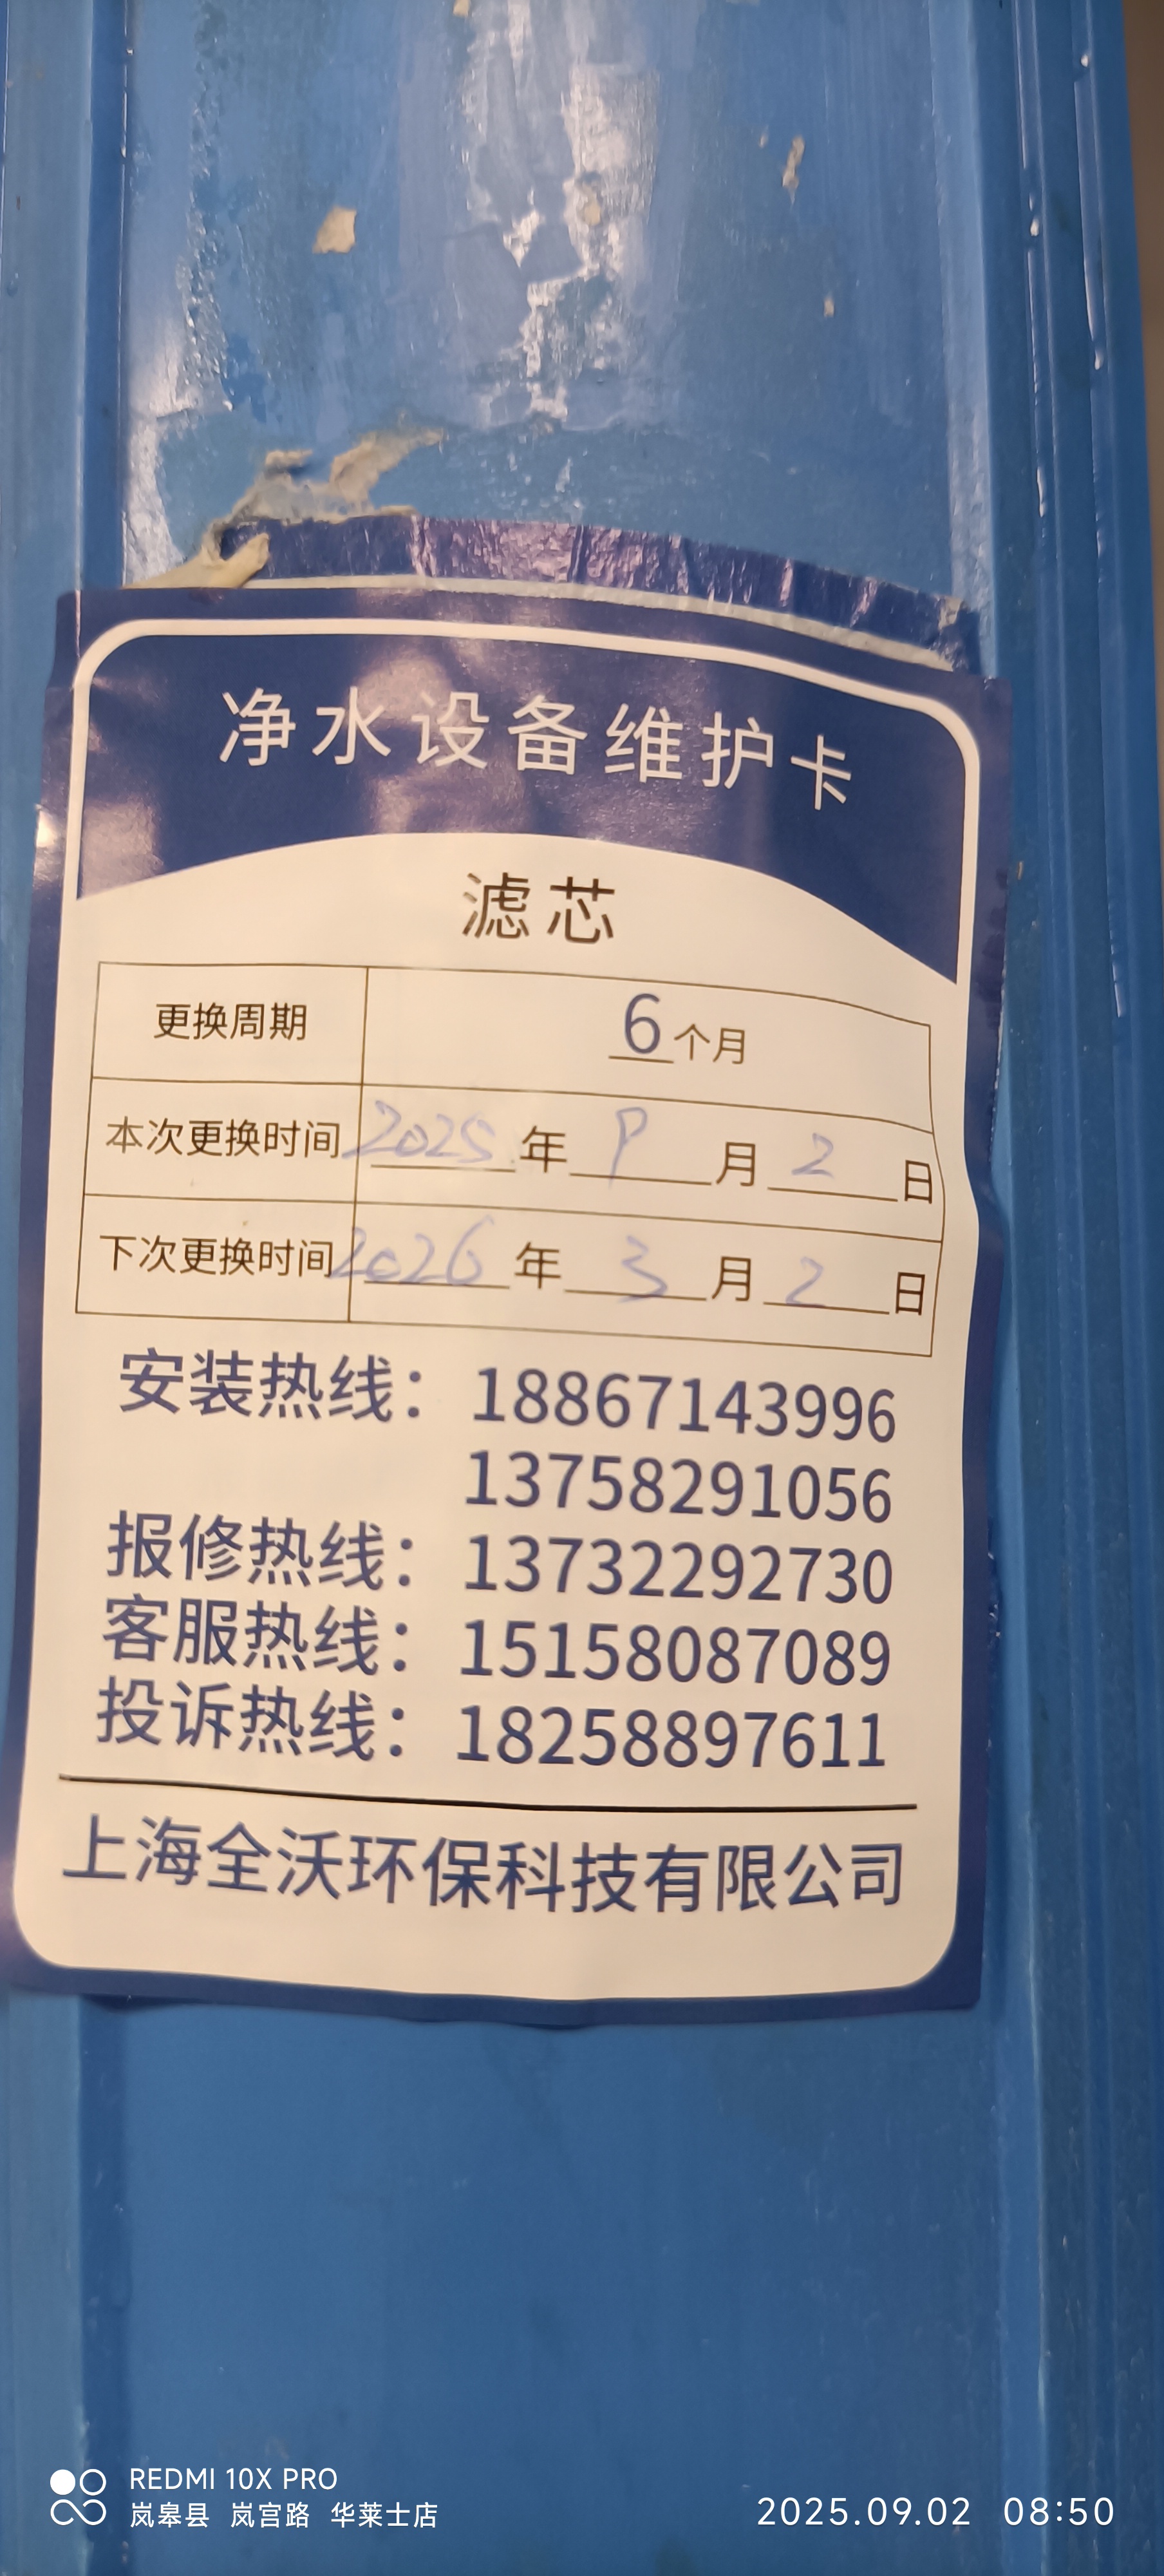 净水设备维护卡
滤芯
更换周期 6个月
本次更换时间 2025年9月2日
下次更换时间 2026年3月2日
安装热线：18867143996
13758291056
报修热线：13732292730
客服热线：15158087089
投诉热线：18258897611
上海全沃环保科技有限公司
REDMI 10X PRO
岚皋县 岚宫路 华莱士店
2025.09.02 08:50